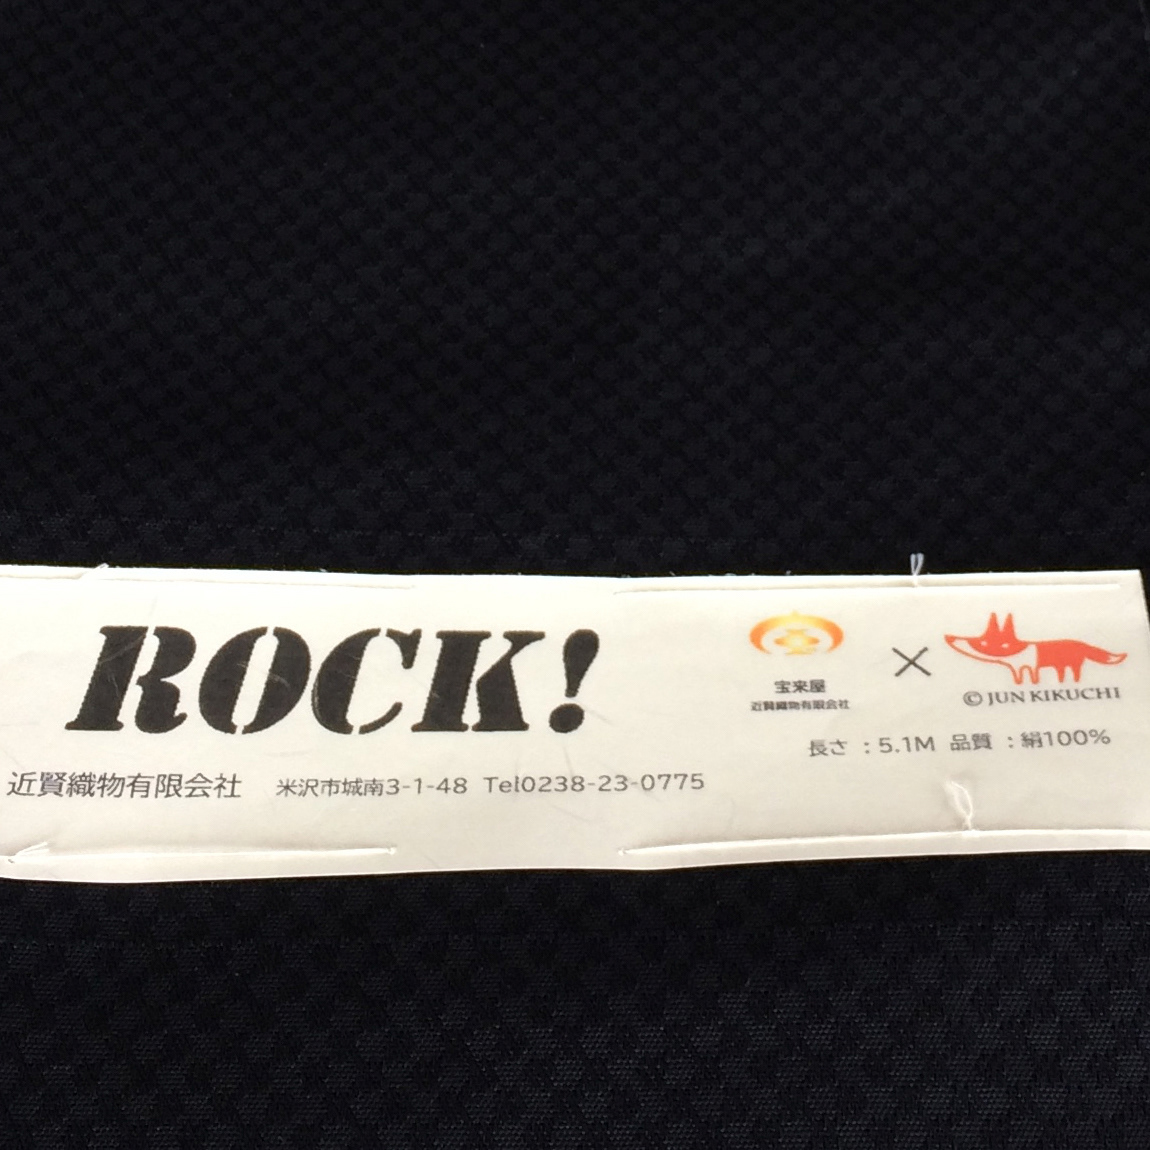 ROCK!
宝来屋
近賢織物有限会社
×
© JUN KIKUCHI
長さ :5.1M 品質 :絹100%
近賢織物有限会社 米沢市城南3-1-48 Tel0238-23-0775